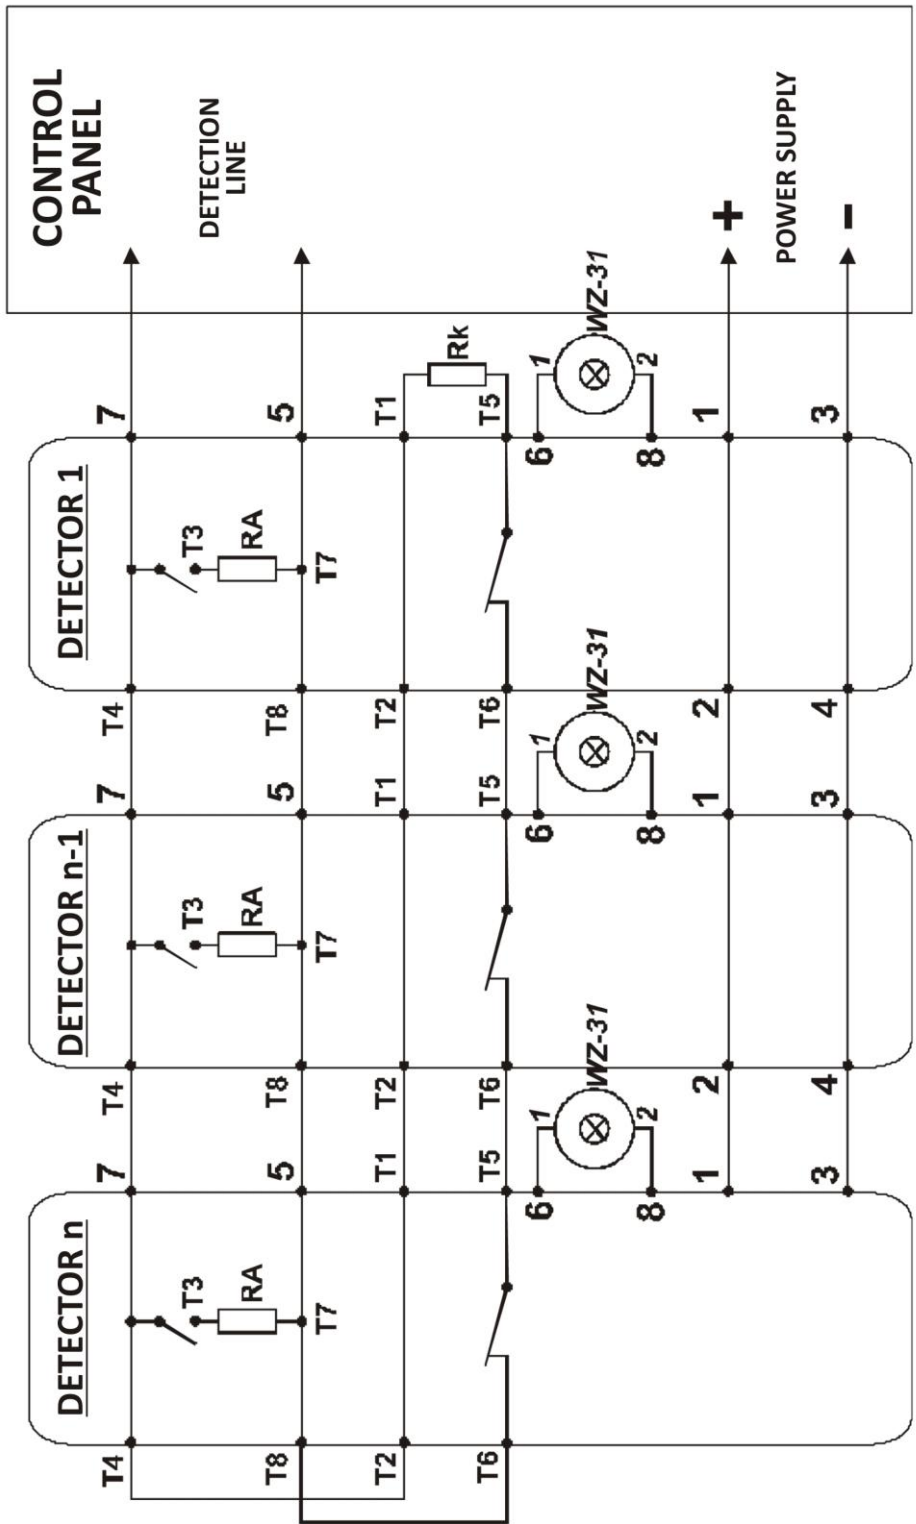 CONTROL
PANEL
DETECTION
LINE
POWER SUPPLY
+
-
DETECTOR 1
7
5
T1
T5
Rk
6
8
1
2
WZ-31
1
3
T3
RA
T7
T4
T8
T2
T6
2
4
DETECTOR n-1
7
5
T1
T5
6
8
1
2
WZ-31
1
3
T3
RA
T7
T4
T8
T2
T6
2
4
DETECTOR n
7
5
T1
T5
6
8
1
2
WZ-31
1
3
T3
RA
T7
T4
T8
T2
T6